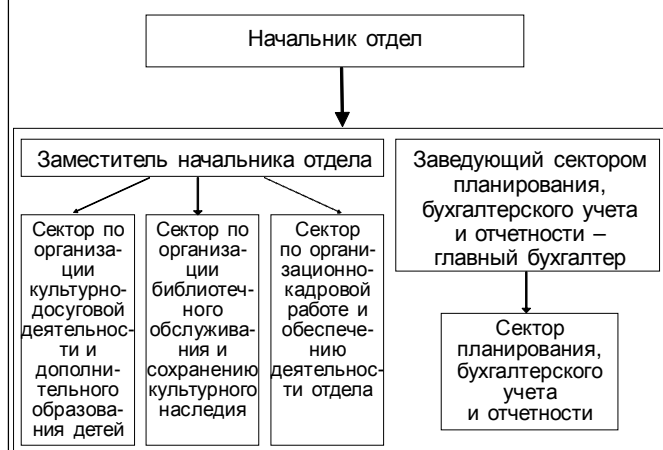 Начальник отдел
Заместитель начальника отдела
Сектор по
организа-
ции
культурно-
досуговой
деятельнос-
ти и
дополни-
тельного
образова-
ния детей
Сектор по
организа-
ции
библиотеч-
ного
обслужива-
ния и
сохранению
культурного
наследия
Сектор
по органи-
зационно-
кадровой
работе и
обеспече-
нию
деятельнос-
ти отдела
Заведующий сектором
планирования,
бухгалтерского учета
и отчетности –
главный бухгалтер
Сектор
планирования,
бухгалтерского
учета
и отчетности